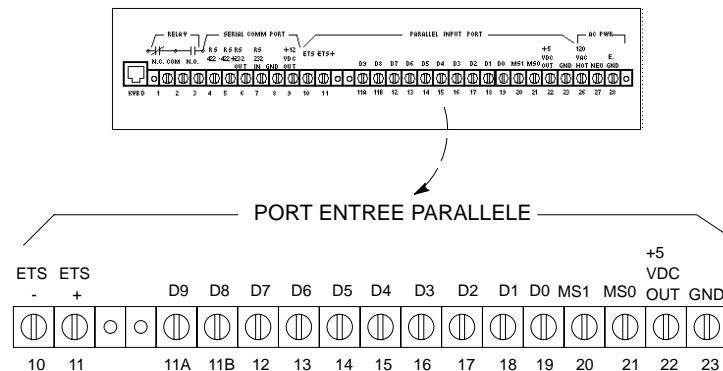 RELAY SERIAL COMM PORT PARALLEL INPUT PORT AC PWR
RS RS RS RS +12 +5 120
422 - 422 + 232 232 VDC ETS - ETS+ D9 D8 D7 D6 D5 D4 D3 D2 D1 D0 MS1 MS0 VDC VAC E.
N.C. COM N.O. OUT IN GND OUT OUT GND HOT NEU GND
KYBD 1 2 3 4 5 6 7 8 9 10 11 11A 11B 12 13 14 15 16 17 18 19 20 21 22 23 26 27 28
PORT ENTREE PARALLELE
+5
ETS ETS VDC
- + D9 D8 D7 D6 D5 D4 D3 D2 D1 D0 MS1 MS0 OUT GND
10 11 11A 11B 12 13 14 15 16 17 18 19 20 21 22 23